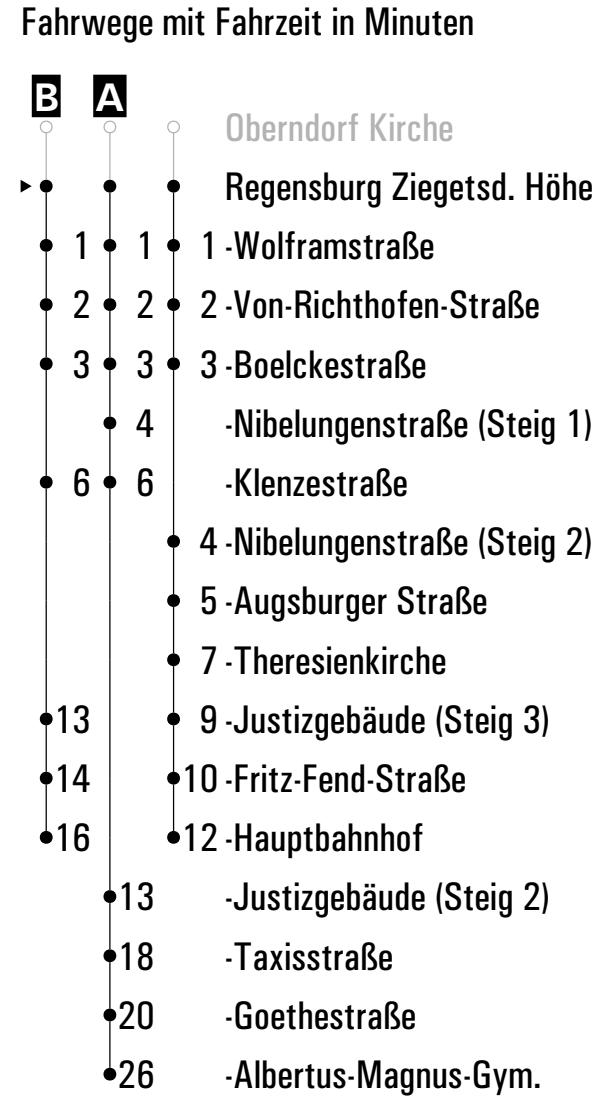 Fahrwege mit Fahrzeit in Minuten
B A
Oberndorf Kirche
Regensburg Ziegetsd. Höhe
1 1 1 -Wolframstraße
2 2 2 -Von-Richthofen-Straße
3 3 3 -Boelckestraße
4 -Nibelungenstraße (Steig 1)
6 6 -Klenzestraße
4 -Nibelungenstraße (Steig 2)
5 -Augsburger Straße
7 -Theresienkirche
13 9 -Justizgebäude (Steig 3)
14 10 -Fritz-Fend-Straße
16 12 -Hauptbahnhof
13 -Justizgebäude (Steig 2)
18 -Taxisstraße
20 -Goethestraße
26 -Albertus-Magnus-Gym.